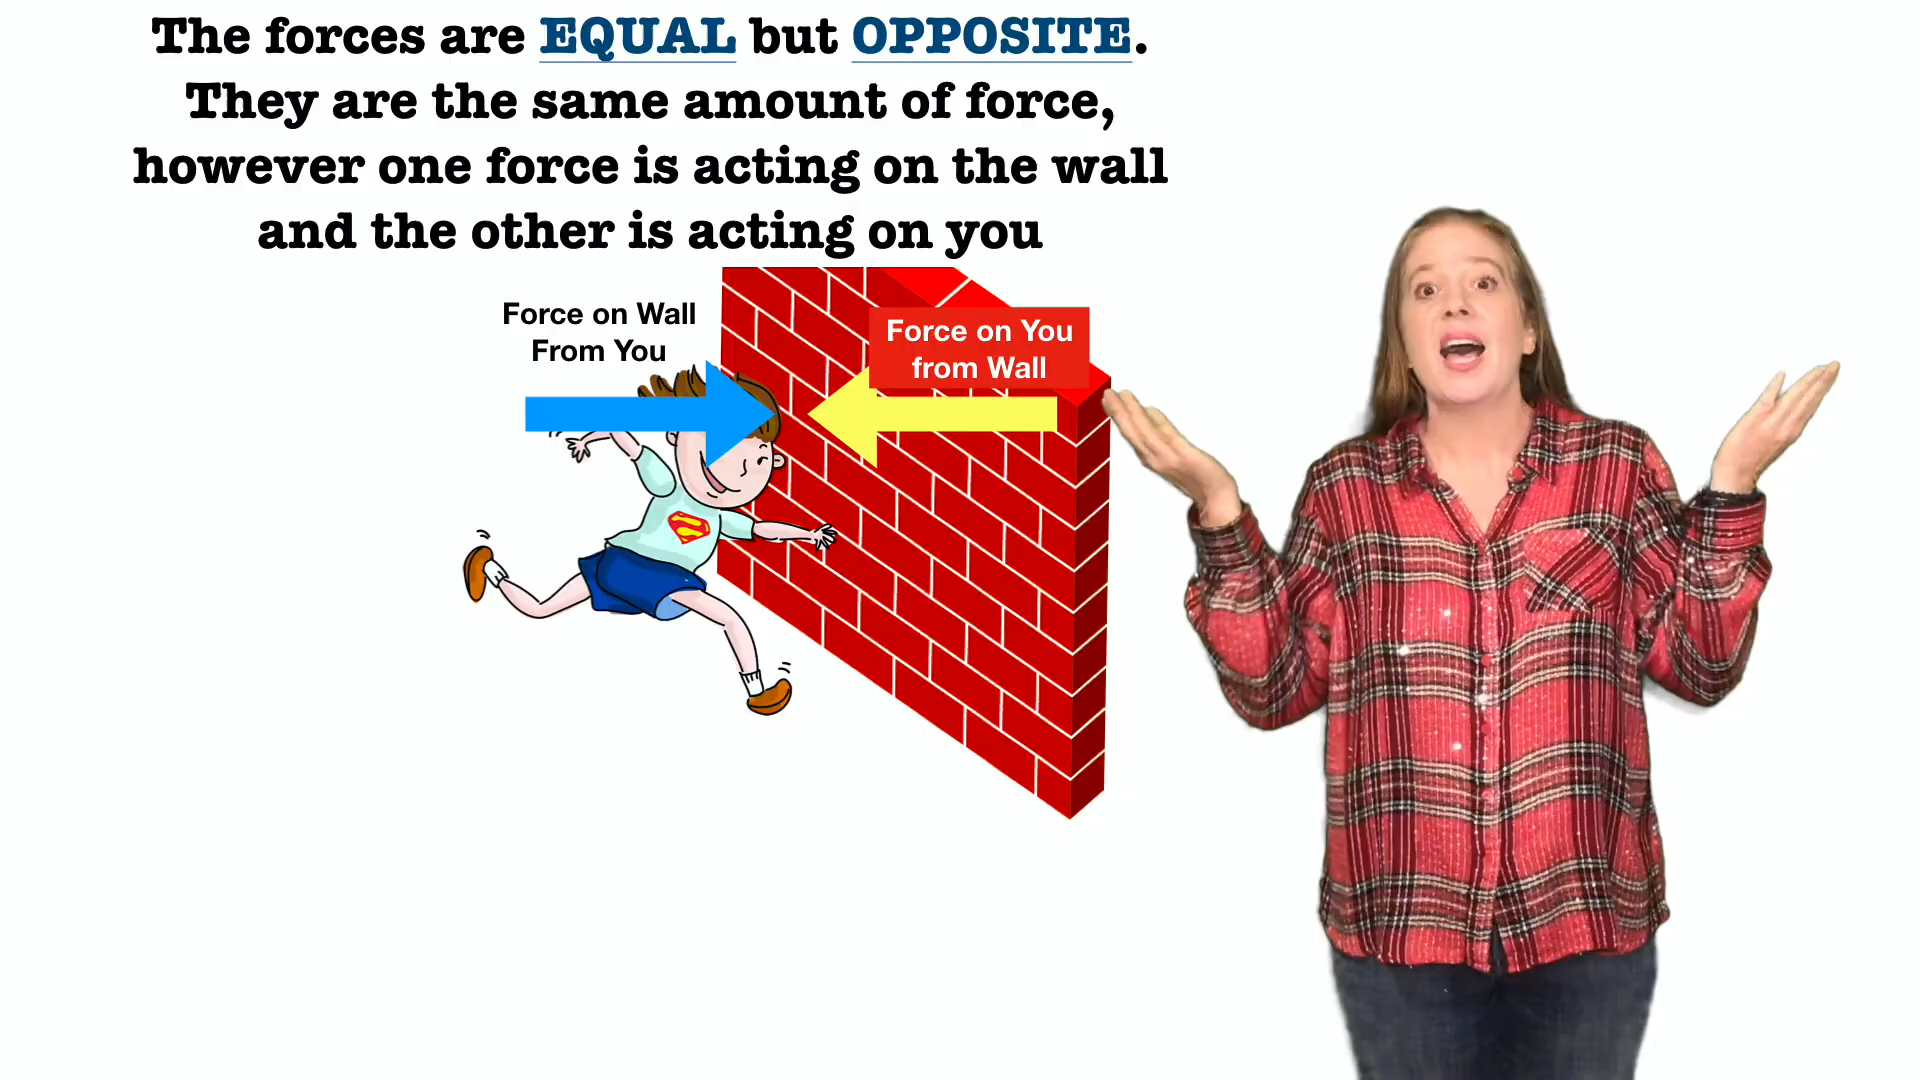 The forces are EQUAL but OPPOSITE.
They are the same amount of force,
however one force is acting on the wall
and the other is acting on you
Force on Wall
From You
Force on You
from Wall